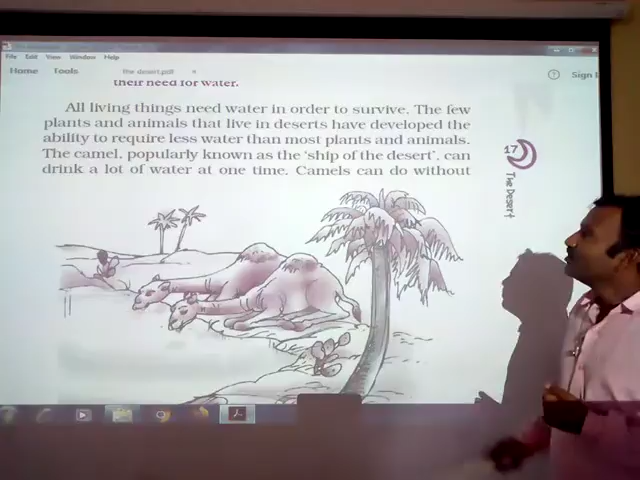 File Edit View Window Help
Home Tools the desert.pdf × ? Sign I
their need for water.
All living things need water in order to survive. The few
plants and animals that live in deserts have developed the
ability to require less water than most plants and animals.
The camel, popularly known as the 'ship of the desert', can
drink a lot of water at one time. Camels can do without
17
The Desert